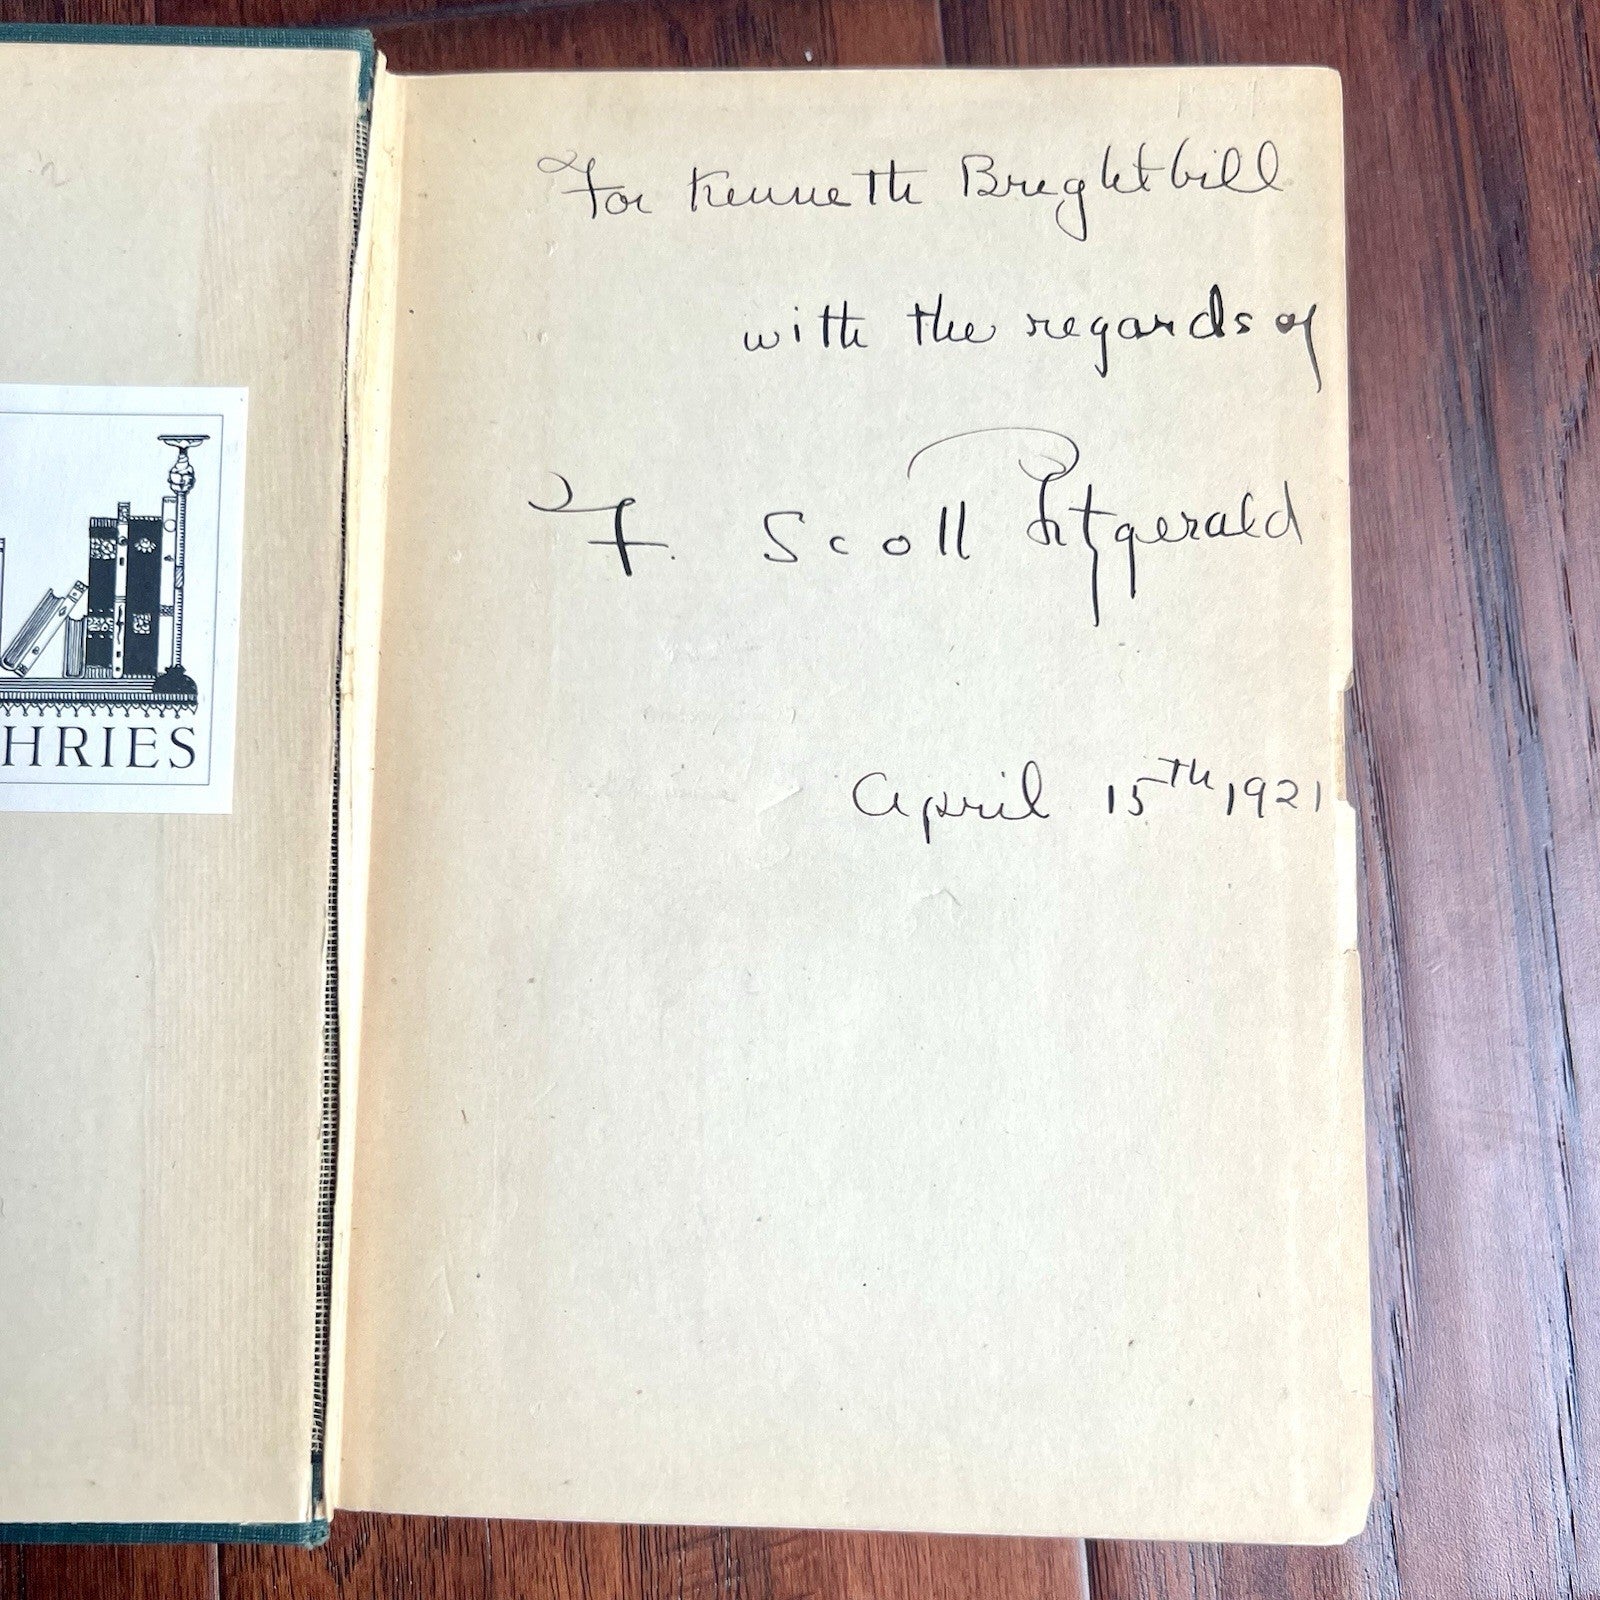 HRIES
For Kenneth Breghtbill
with the regards of
F. Scott Fitzgerald
April 15th 1921